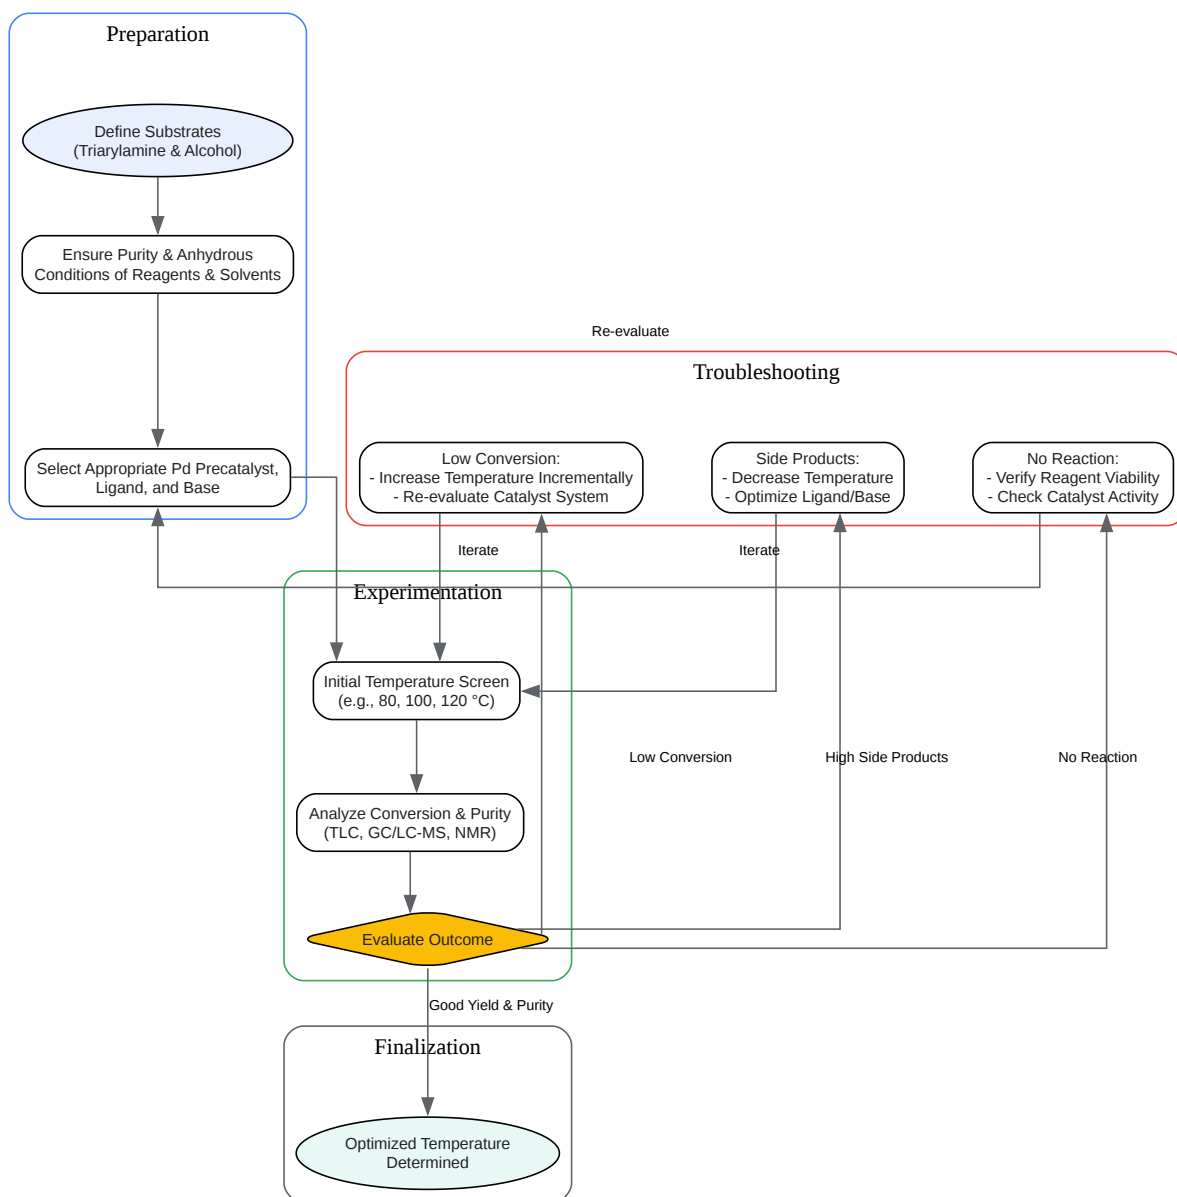 Preparation
Define Substrates
(Triarylamine & Alcohol)
Ensure Purity & Anhydrous
Conditions of Reagents & Solvents
Select Appropriate Pd Precatalyst,
Ligand, and Base
Re-evaluate
Troubleshooting
Low Conversion:
- Increase Temperature Incrementally
- Re-evaluate Catalyst System
Side Products:
- Decrease Temperature
- Optimize Ligand/Base
No Reaction:
- Verify Reagent Viability
- Check Catalyst Activity
Iterate
Iterate
Experimentation
Initial Temperature Screen
(e.g., 80, 100, 120 °C)
Low Conversion
High Side Products
No Reaction
Analyze Conversion & Purity
(TLC, GC/LC-MS, NMR)
Evaluate Outcome
Good Yield & Purity
Finalization
Optimized Temperature
Determined